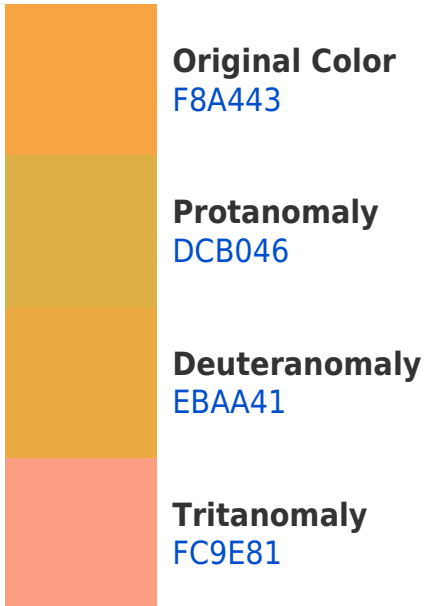 Original Color
F8A443
Protanomaly
DCB046
Deuteranomaly
EBAA41
Tritanomaly
FC9E81